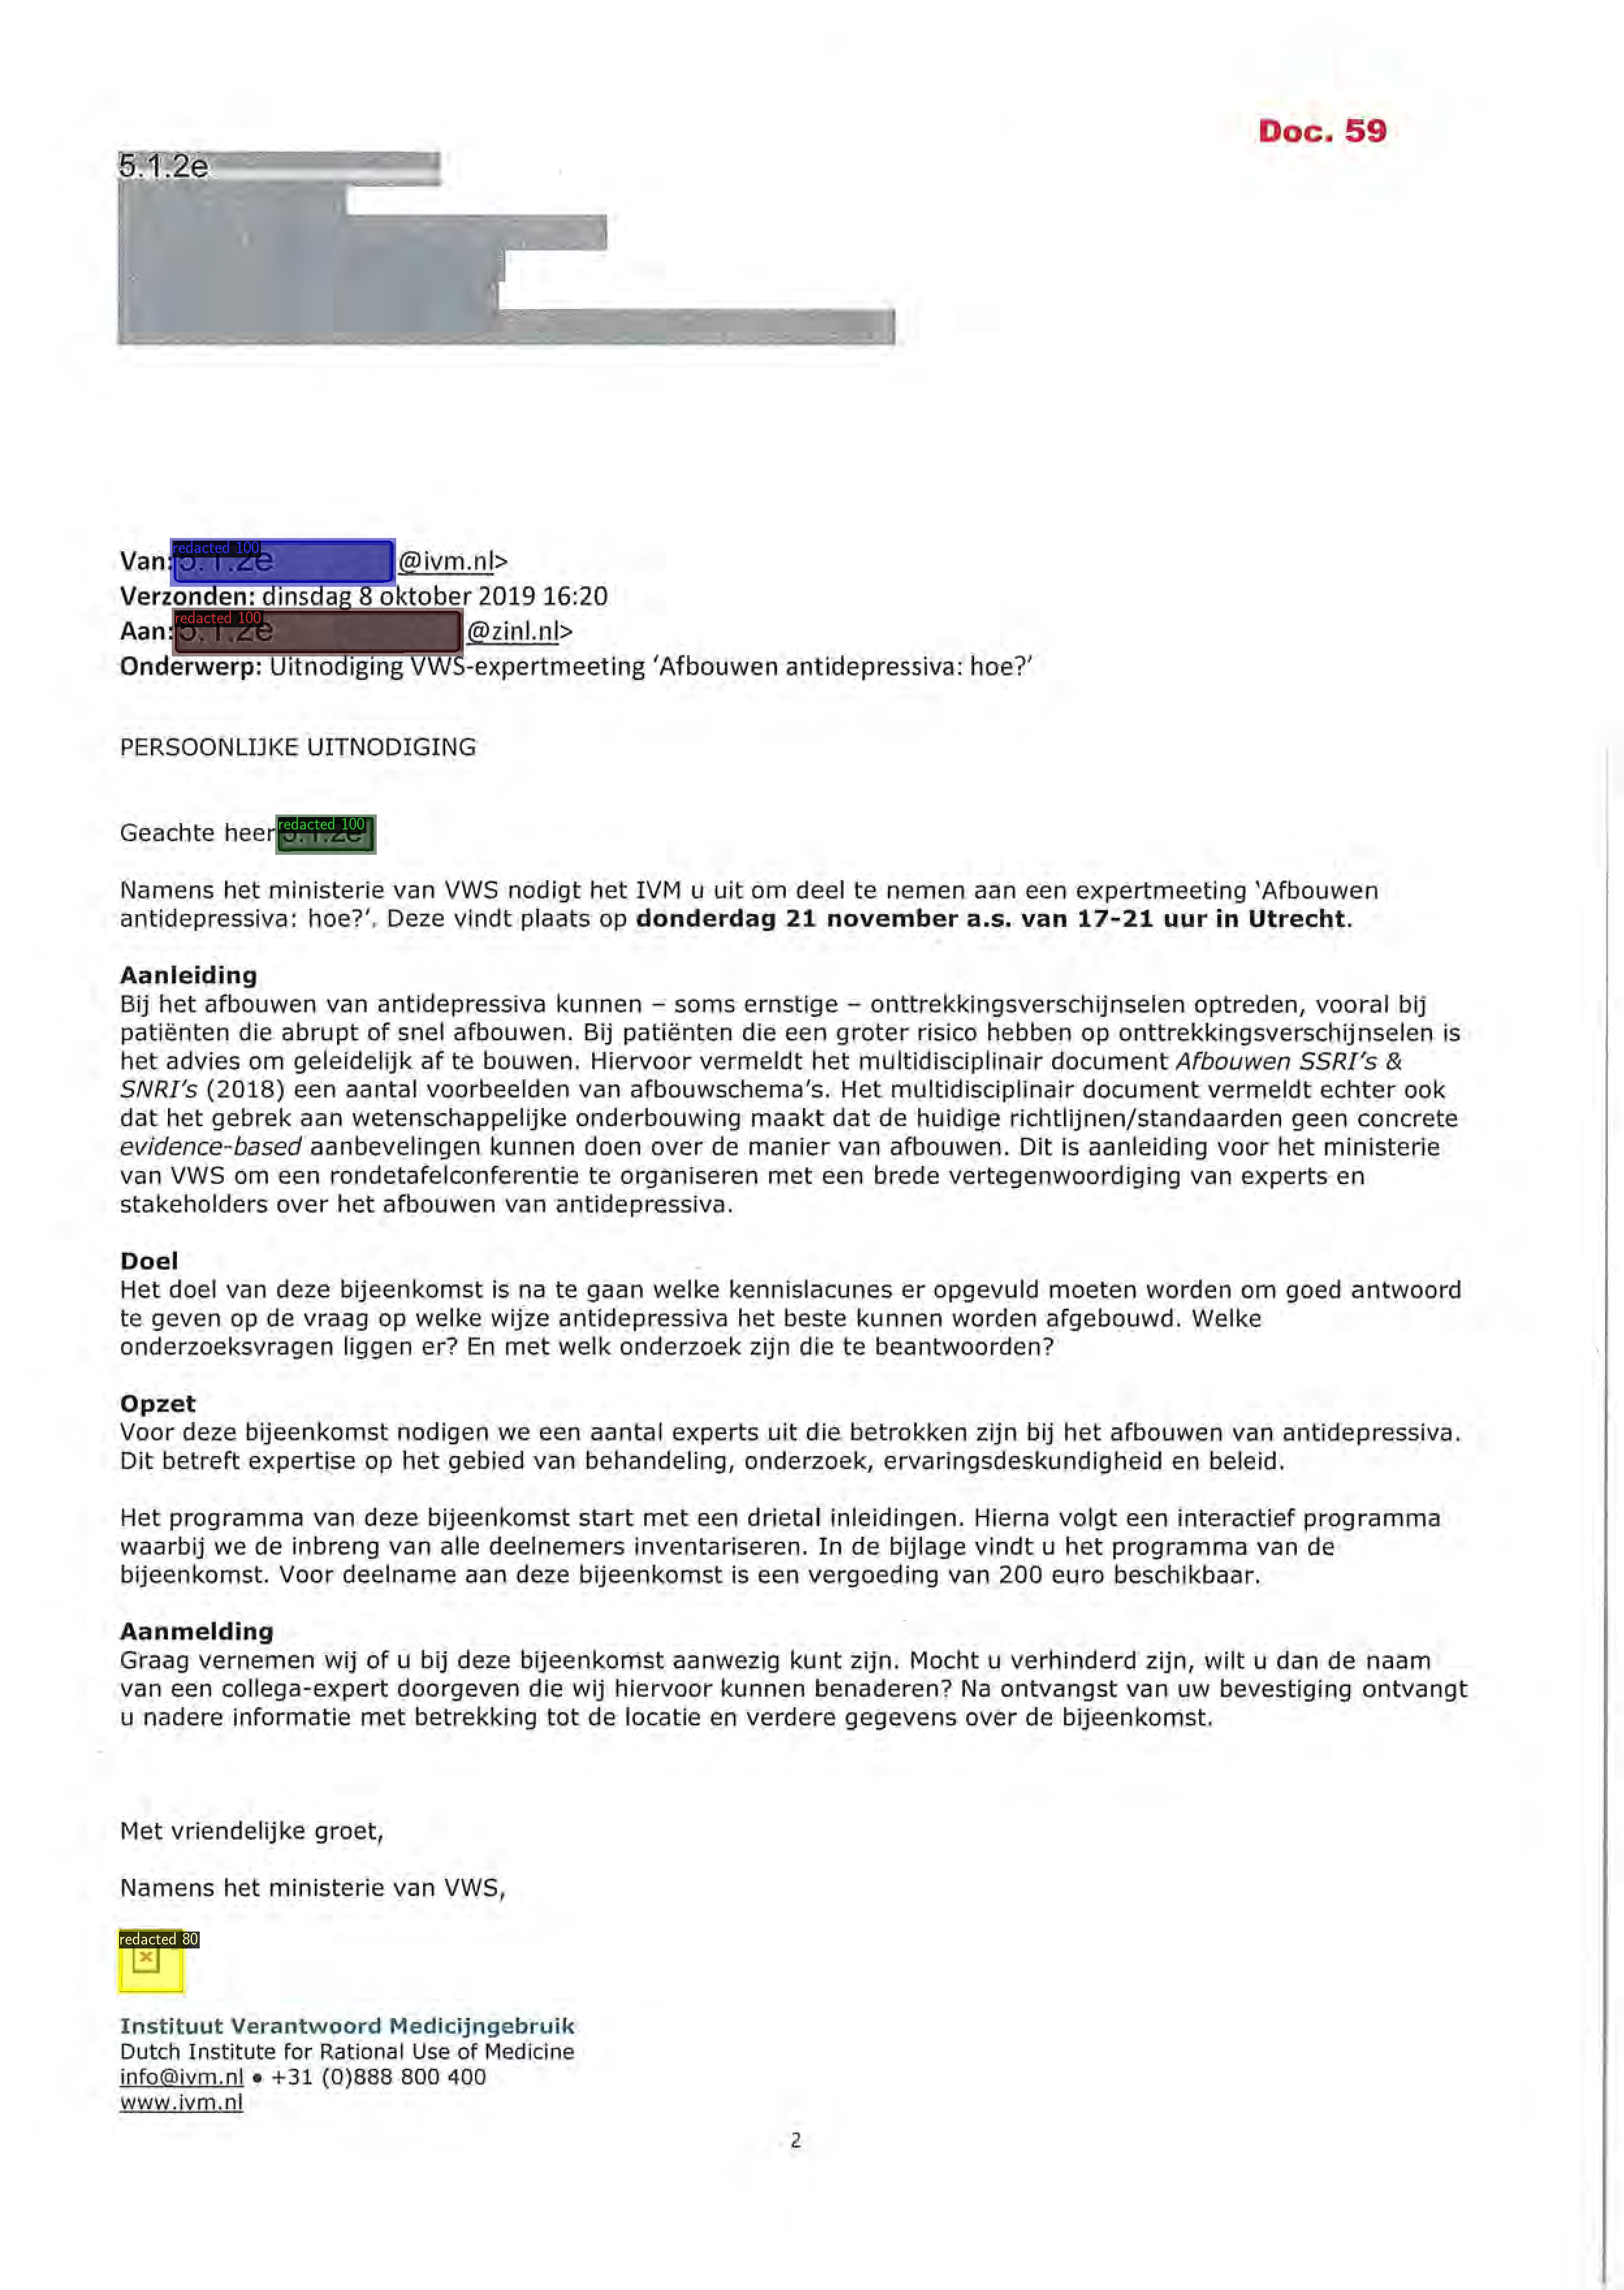 Doc. 59
5.1.2e
Van: redacted 100 5.1.2e @ivm.nl>
Verzonden: dinsdag 8 oktober 2019 16:20
Aan: redacted 100 5.1.2e @zinl.nl>
Onderwerp: Uitnodiging VWS-expertmeeting ‘Afbouwen antidepressiva: hoe?’
PERSOONLIJKE UITNODIGING
Geachte heer redacted 100 5.1.2e
Namens het ministerie van VWS nodigt het IVM u uit om deel te nemen aan een expertmeeting ‘Afbouwen
antidepressiva: hoe?’. Deze vindt plaats op donderdag 21 november a.s. van 17-21 uur in Utrecht.
Aanleiding
Bij het afbouwen van antidepressiva kunnen – soms ernstige – onttrekkingsverschijnselen optreden, vooral bij
patiënten die abrupt of snel afbouwen. Bij patiënten die een groter risico hebben op onttrekkingsverschijnselen is
het advies om geleidelijk af te bouwen. Hiervoor vermeldt het multidisciplinair document Afbouwen SSRI’s &
SNRI’s (2018) een aantal voorbeelden van afbouwschema’s. Het multidisciplinair document vermeldt echter ook
dat het gebrek aan wetenschappelijke onderbouwing maakt dat de huidige richtlijnen/standaarden geen concrete
evidence-based aanbevelingen kunnen doen over de manier van afbouwen. Dit is aanleiding voor het ministerie
van VWS om een rondetafelconferentie te organiseren met een brede vertegenwoordiging van experts en
stakeholders over het afbouwen van antidepressiva.
Doel
Het doel van deze bijeenkomst is na te gaan welke kennislacunes er opgevuld moeten worden om goed antwoord
te geven op de vraag op welke wijze antidepressiva het beste kunnen worden afgebouwd. Welke
onderzoeksvragen liggen er? En met welk onderzoek zijn die te beantwoorden?
Opzet
Voor deze bijeenkomst nodigen we een aantal experts uit die betrokken zijn bij het afbouwen van antidepressiva.
Dit betreft expertise op het gebied van behandeling, onderzoek, ervaringsdeskundigheid en beleid.
Het programma van deze bijeenkomst start met een drietal inleidingen. Hierna volgt een interactief programma
waarbij we de inbreng van alle deelnemers inventariseren. In de bijlage vindt u het programma van de
bijeenkomst. Voor deelname aan deze bijeenkomst is een vergoeding van 200 euro beschikbaar.
Aanmelding
Graag vernemen wij of u bij deze bijeenkomst aanwezig kunt zijn. Mocht u verhinderd zijn, wilt u dan de naam
van een collega-expert doorgeven die wij hiervoor kunnen benaderen? Na ontvangst van uw bevestiging ontvangt
u nadere informatie met betrekking tot de locatie en verdere gegevens over de bijeenkomst.
Met vriendelijke groet,
Namens het ministerie van VWS,
redacted 80
Instituut Verantwoord Medicijngebruik
Dutch Institute for Rational Use of Medicine
info@ivm.nl • +31 (0)888 800 400
www.ivm.nl
2